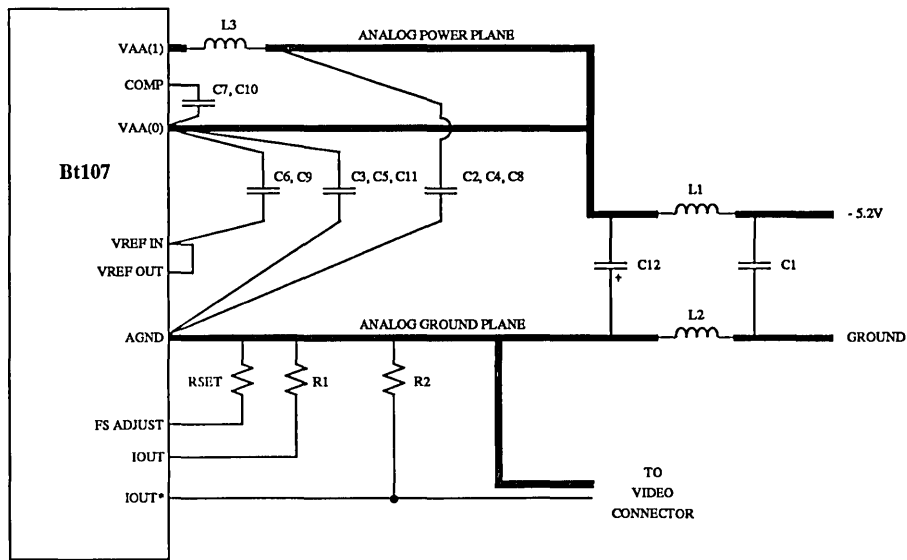 L3
ANALOG POWER PLANE
VAA(1)
COMP
C7, C10
VAA(0)
Bt107
C6, C9
C3, C5, C11
C2, C4, C8
L1
- 5.2V
VREF IN
VREF OUT
C12
+
C1
ANALOG GROUND PLANE
L2
AGND
GROUND
RSET
R1
R2
FS ADJUST
IOUT
IOUT*
TO
VIDEO
CONNECTOR